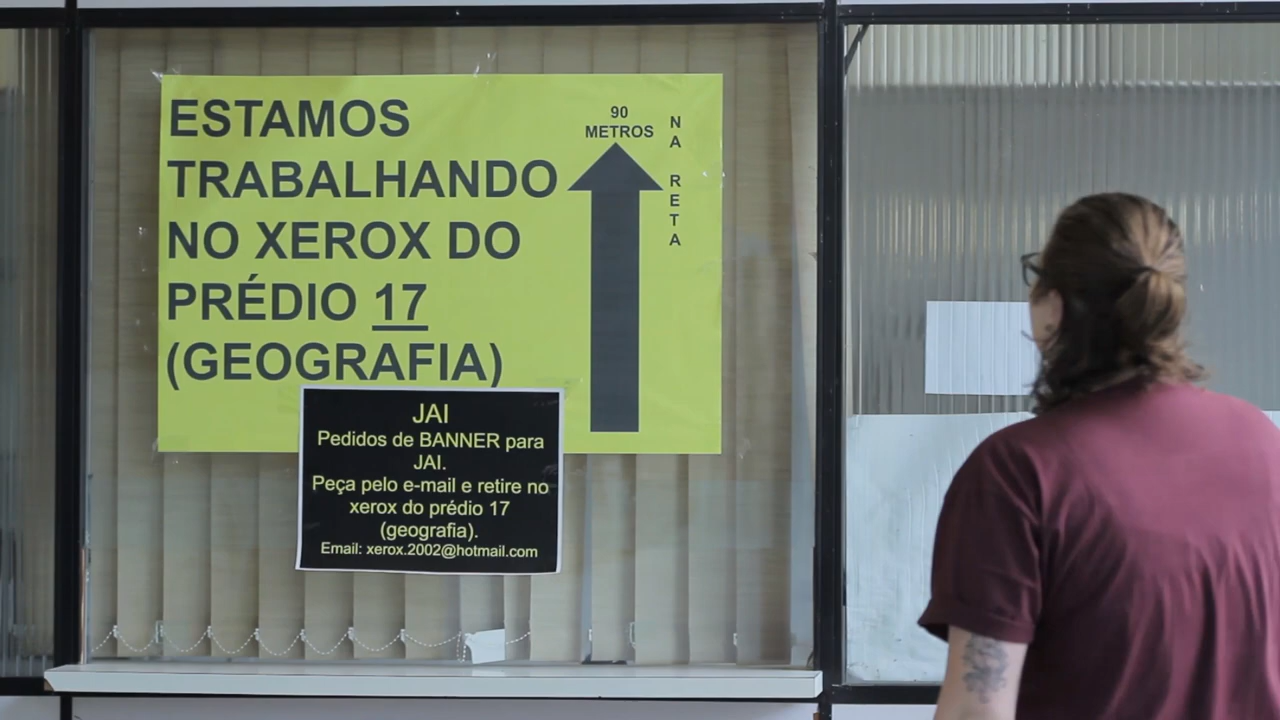 ESTAMOS
TRABALHANDO
NO XEROX DO
PRÉDIO 17
(GEOGRAFIA)
90
METROS
NA RETA
JAI
Pedidos de BANNER para
JAI.
Peça pelo e-mail e retire no
xerox do prédio 17
(geografia).
Email: xerox.2002@hotmail.com